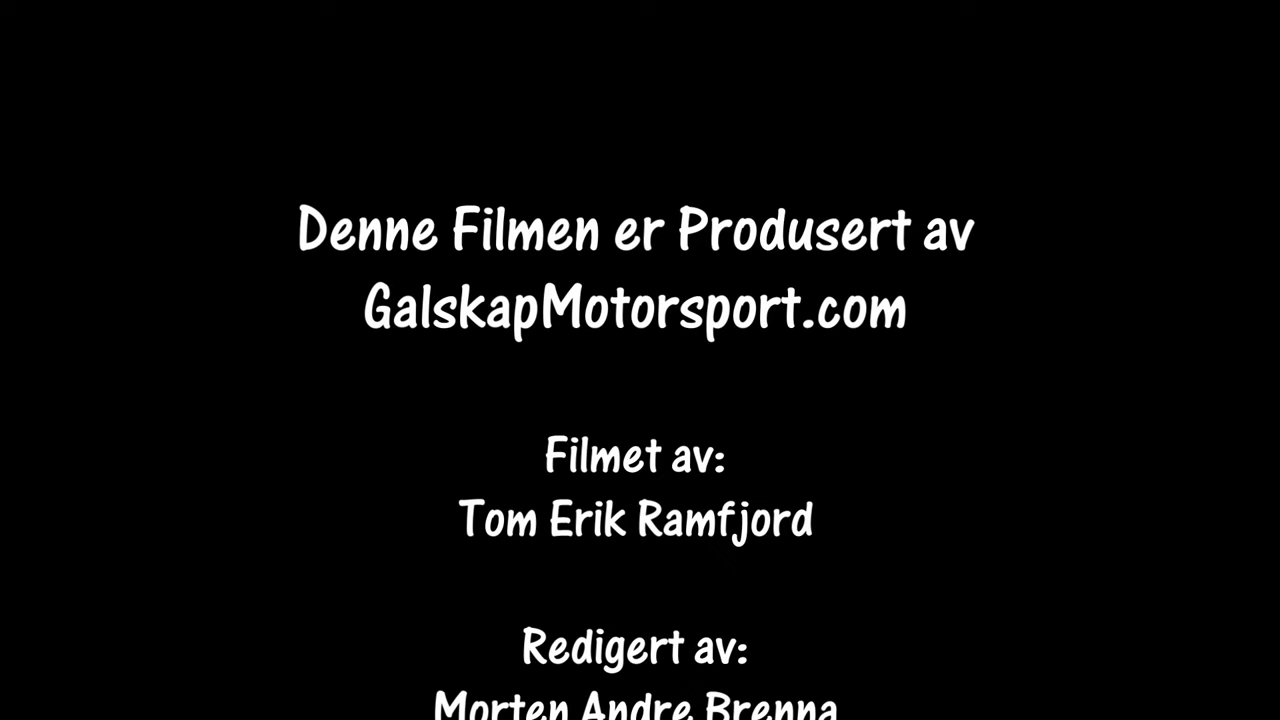 Denne Filmen er Produsert av
GalskapMotorsport.com
Filmet av:
Tom Erik Ramfjord
Redigert av:
Morten Andre Brenna